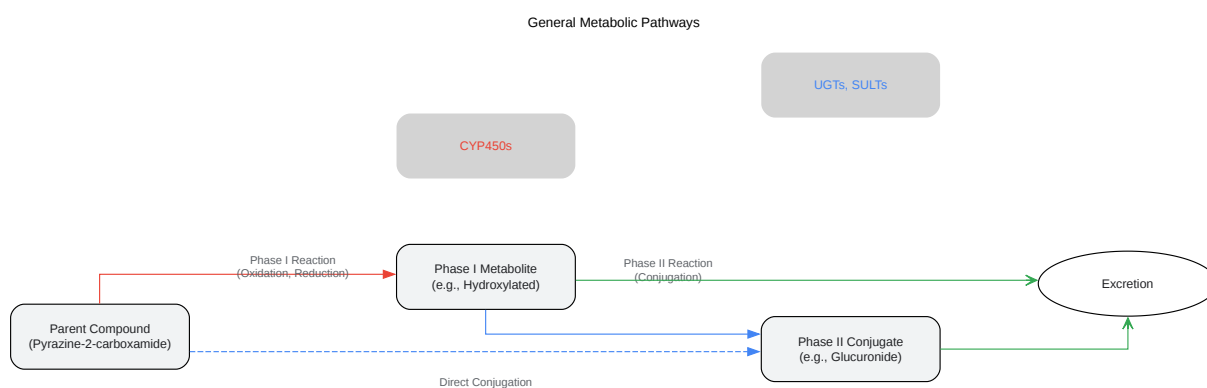 General Metabolic Pathways
UGTs, SULTs
CYP450s
Phase I Reaction
(Oxidation, Reduction)
Phase I Metabolite
(e.g., Hydroxylated)
Phase II Reaction
(Conjugation)
Excretion
Parent Compound
(Pyrazine-2-carboxamide)
Phase II Conjugate
(e.g., Glucuronide)
Direct Conjugation